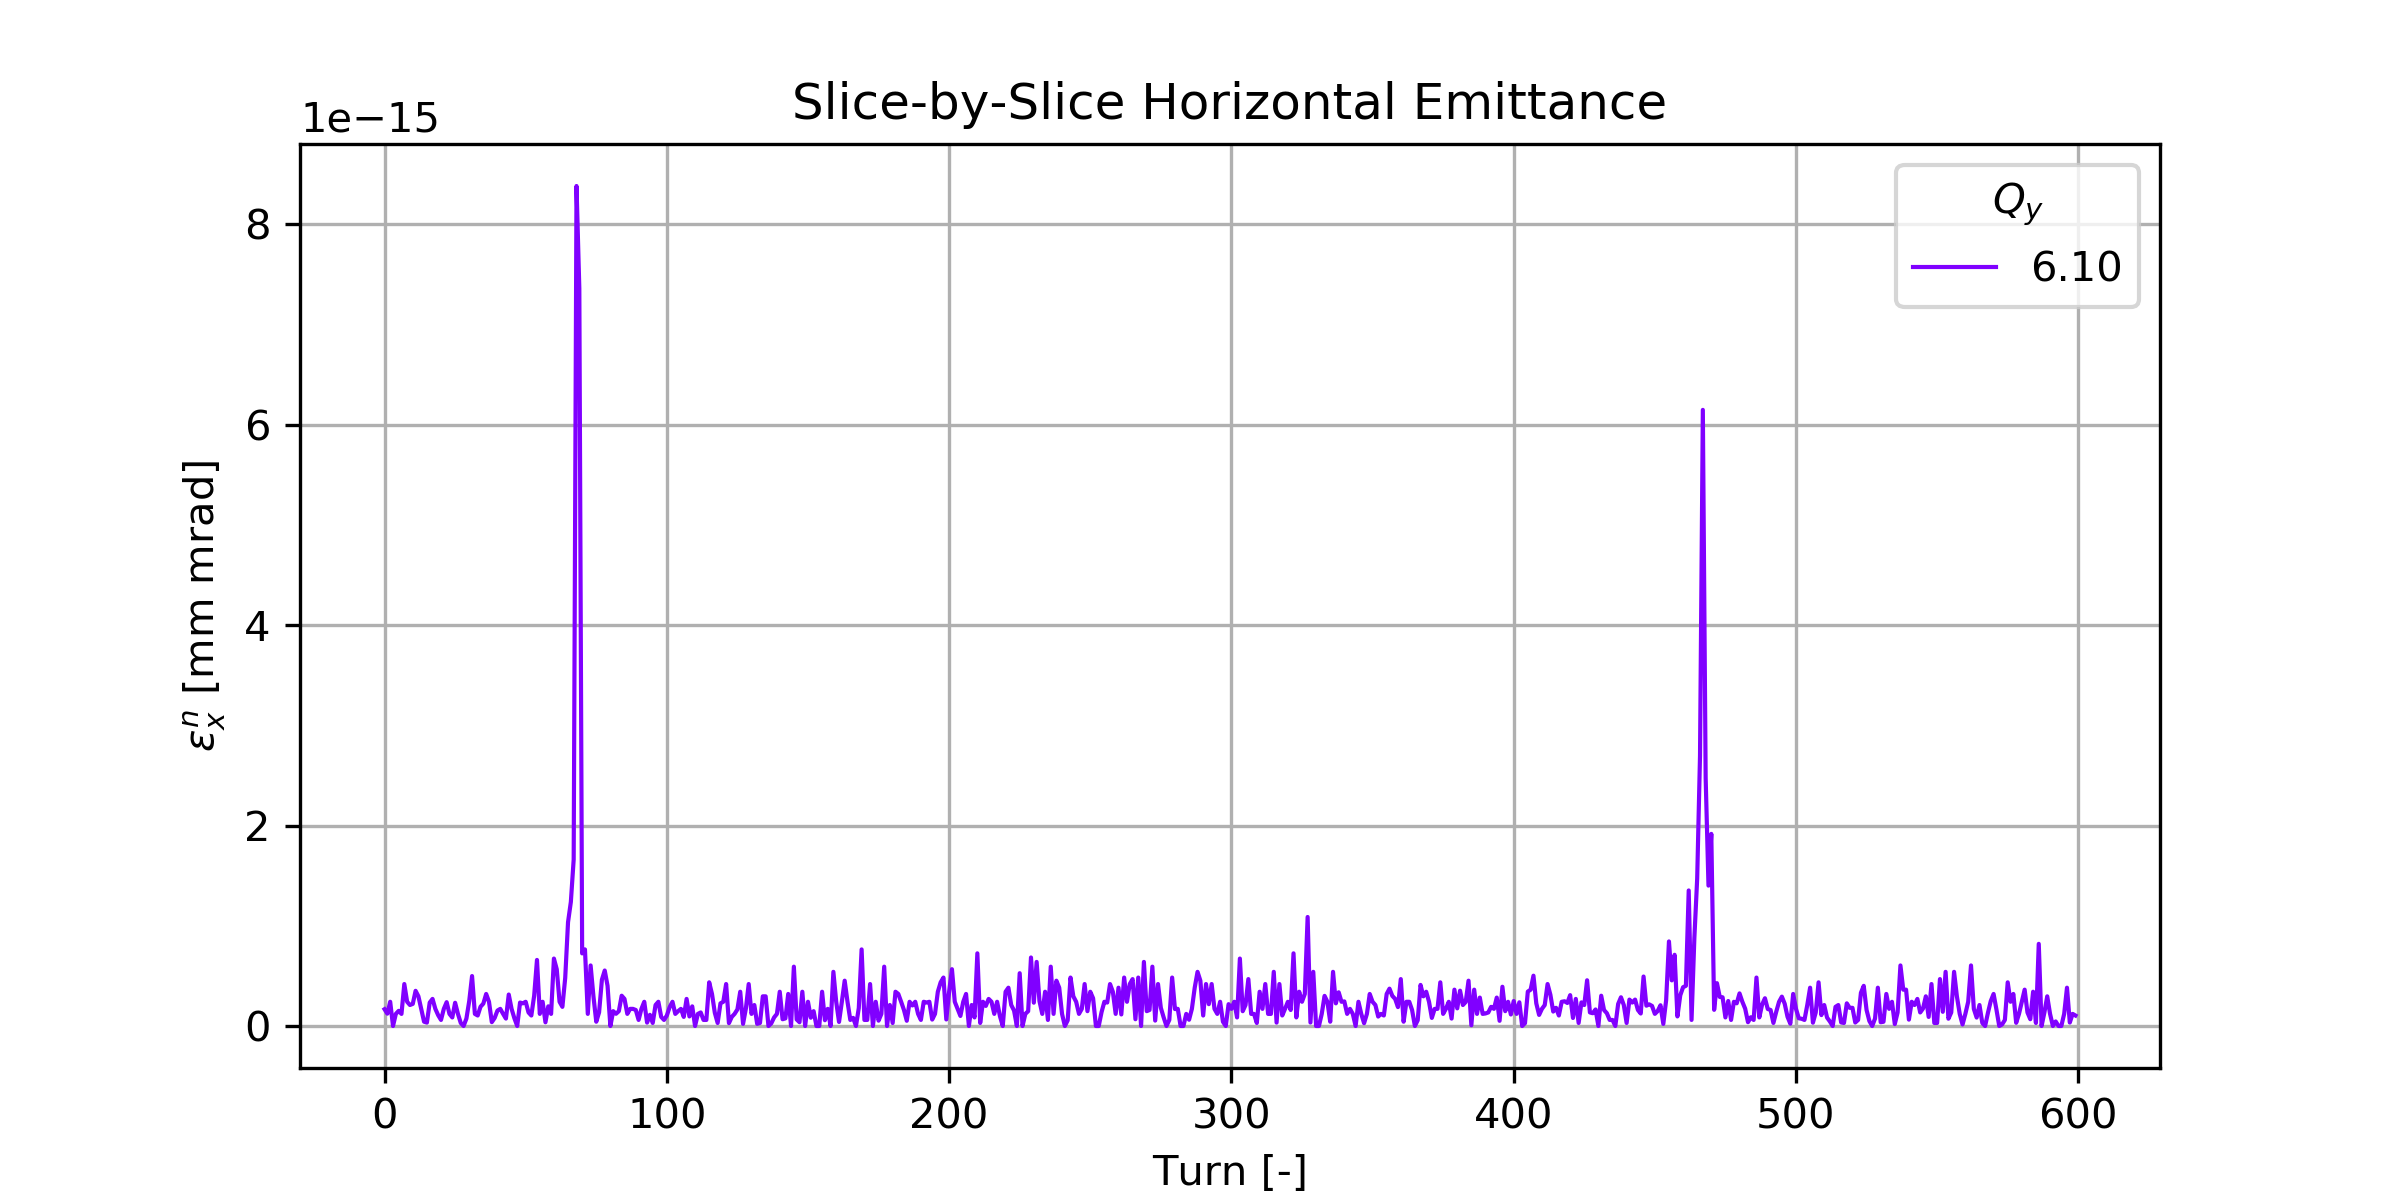 Slice-by-Slice Horizontal Emittance
1e−15
8
6
4
2
0
εₓⁿ [mm mrad]
0 100 200 300 400 500 600
Turn [-]
Q_y
6.10